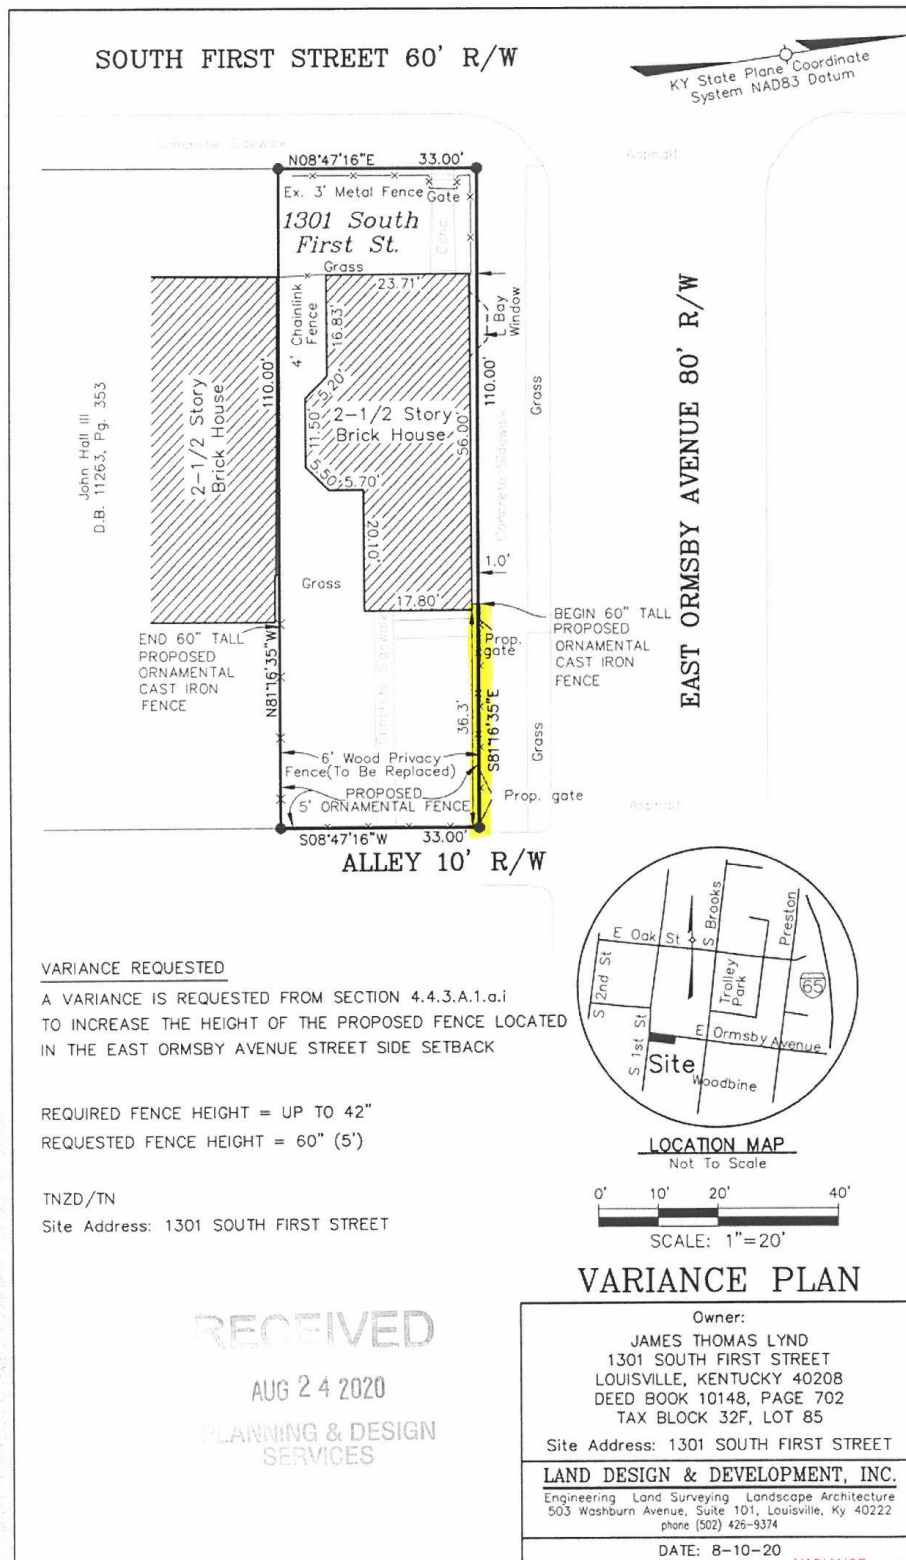 SOUTH FIRST STREET 60' R/W
KY State Plane Coordinate
System NAD83 Datum
Concrete Sidewalk
Asphalt
N08°47'16"E 33.00'
Ex. 3' Metal Fence
Gate
Conc.
1301 South
First St.
Grass
23.71'
4' Chainlink
Fence
16.83'
Bay
Window
110.00'
110.00'
5.20'
11.50'
2-1/2 Story
Brick House
2-1/2 Story
Brick House
56.00'
5.50'
5.70'
20.10'
John Hall III
D.B. 11263, Pg. 353
Grass
Concrete Sidewalk
EAST ORMSBY AVENUE 80' R/W
1.0'
Grass
17.80'
BEGIN 60" TALL
PROPOSED
ORNAMENTAL
CAST IRON
FENCE
END 60" TALL
PROPOSED
ORNAMENTAL
CAST IRON
FENCE
N81°16'35"W
Prop.
gate
36.3'
S81°16'35"E
Concrete Sidewalk
Grass
6' Wood Privacy
Fence(To Be Replaced)
PROPOSED
5' ORNAMENTAL FENCE
Prop. gate
Asphalt
S08°47'16"W 33.00'
ALLEY 10' R/W
VARIANCE REQUESTED
A VARIANCE IS REQUESTED FROM SECTION 4.4.3.A.1.a.i
TO INCREASE THE HEIGHT OF THE PROPOSED FENCE LOCATED
IN THE EAST ORMSBY AVENUE STREET SIDE SETBACK
REQUIRED FENCE HEIGHT = UP TO 42"
REQUESTED FENCE HEIGHT = 60" (5')
TNZD/TN
Site Address: 1301 SOUTH FIRST STREET
E Oak St
S Brooks
Preston
S 2nd St
Trolley
Park
65
S 1st St
E Ormsby Avenue
Site
Woodbine
LOCATION MAP
Not To Scale
0' 10' 20' 40'
SCALE: 1"=20'
VARIANCE PLAN
RECEIVED
AUG 24 2020
PLANNING & DESIGN
SERVICES
Owner:
JAMES THOMAS LYND
1301 SOUTH FIRST STREET
LOUISVILLE, KENTUCKY 40208
DEED BOOK 10148, PAGE 702
TAX BLOCK 32F, LOT 85
Site Address: 1301 SOUTH FIRST STREET
LAND DESIGN & DEVELOPMENT, INC.
Engineering Land Surveying Landscape Architecture
503 Washburn Avenue, Suite 101, Louisville, Ky 40222
phone (502) 426-9374
DATE: 8-10-20